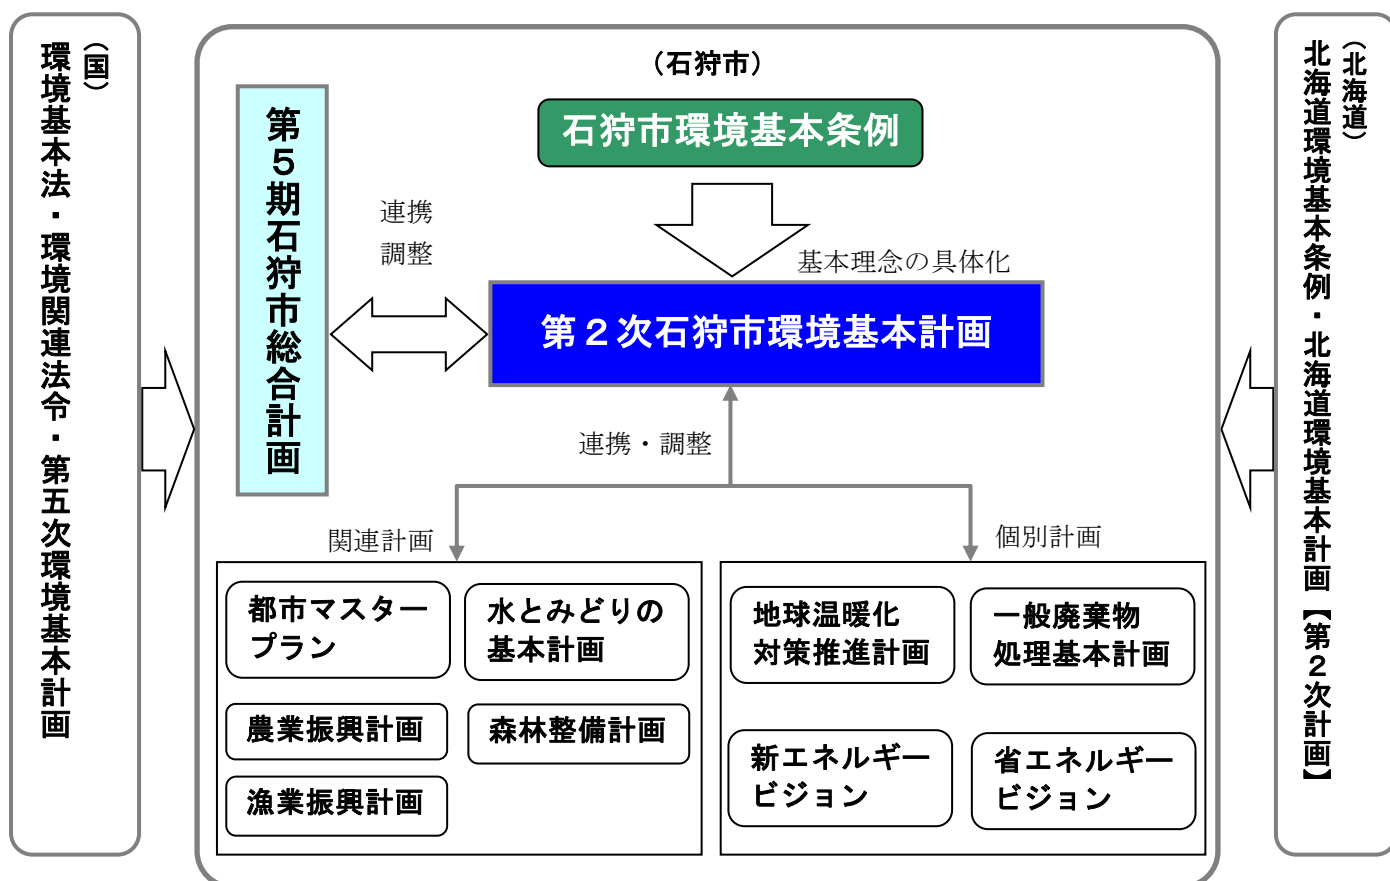 （国）
環境基本法・環境関連法令・第五次環境基本計画
（石狩市）
石狩市環境基本条例
第５期石狩市総合計画
連携
調整
基本理念の具体化
第２次石狩市環境基本計画
連携・調整
関連計画
都市マスター
プラン
水とみどりの
基本計画
農業振興計画
森林整備計画
漁業振興計画
個別計画
地球温暖化
対策推進計画
一般廃棄物
処理基本計画
新エネルギー
ビジョン
省エネルギー
ビジョン
（北海道）
北海道環境基本条例・北海道環境基本計画【第２次計画】